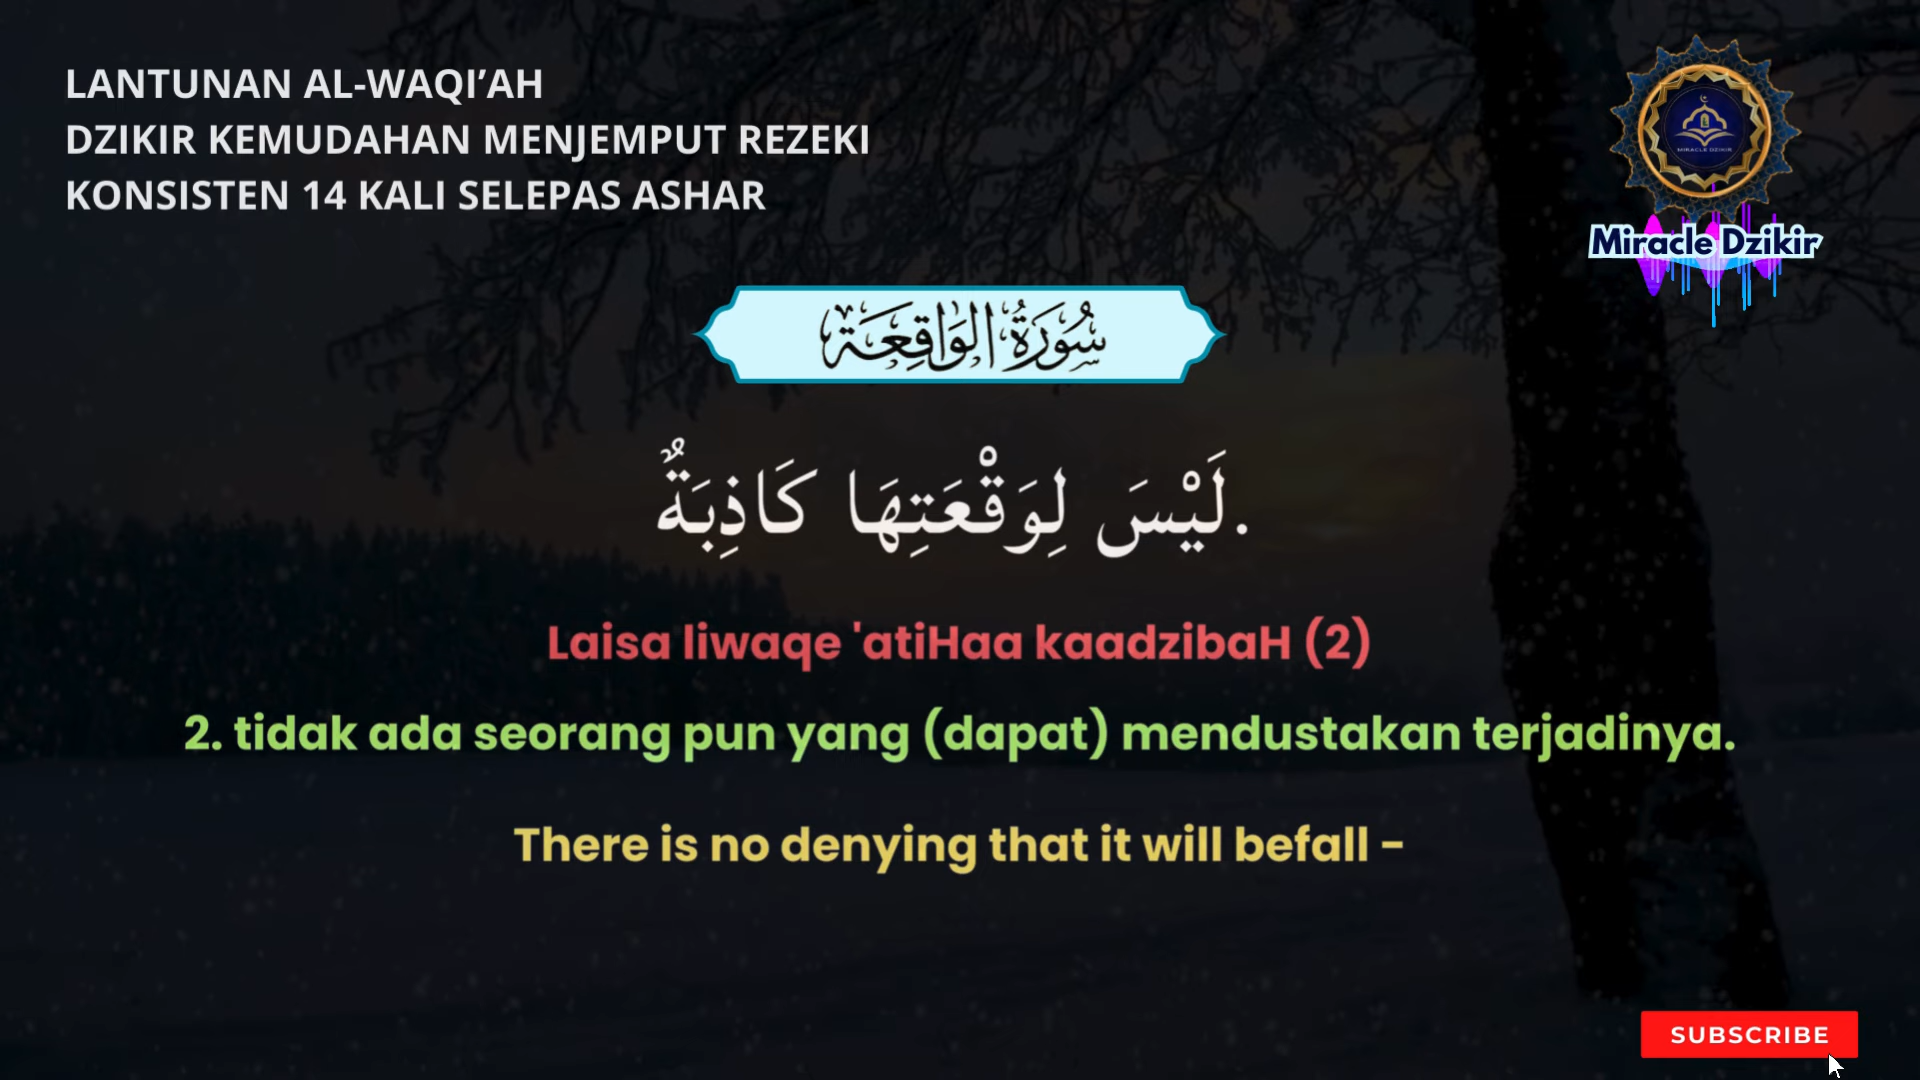 LANTUNAN AL-WAQI’AH
DZIKIR KEMUDAHAN MENJEMPUT REZEKI
KONSISTEN 14 KALI SELEPAS ASHAR
MIRACLE DZIKIR
Miracle Dzikir
سُورَةُ الوَاقِعَة
لَيْسَ لِوَقْعَتِهَا كَاذِبَةٌ.
Laisa liwaqe 'atiHaa kaadzibaH (2)
2. tidak ada seorang pun yang (dapat) mendustakan terjadinya.
There is no denying that it will befall –
SUBSCRIBE